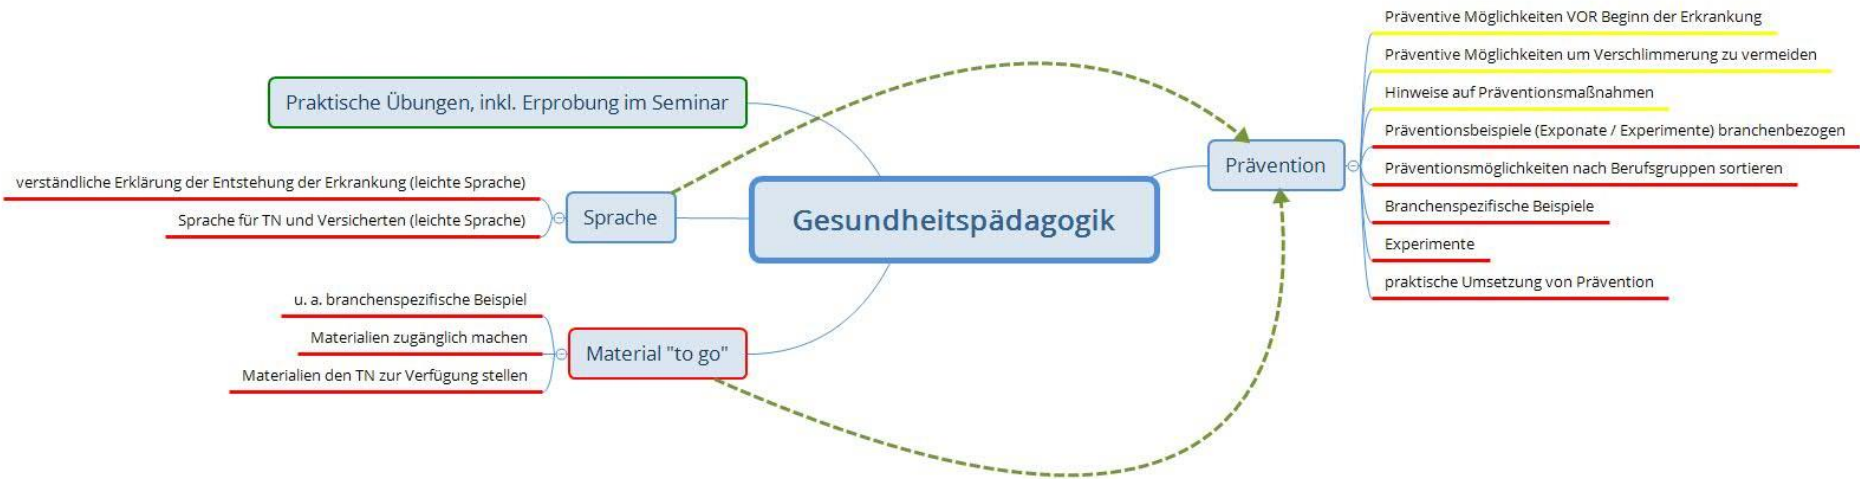 Gesundheitspädagogik
Praktische Übungen, inkl. Erprobung im Seminar
Sprache
verständliche Erklärung der Entstehung der Erkrankung (leichte Sprache)
Sprache für TN und Versicherten (leichte Sprache)
Material "to go"
u. a. branchenspezifische Beispiel
Materialien zugänglich machen
Materialien den TN zur Verfügung stellen
Prävention
Präventive Möglichkeiten VOR Beginn der Erkrankung
Präventive Möglichkeiten um Verschlimmerung zu vermeiden
Hinweise auf Präventionsmaßnahmen
Präventionsbeispiele (Exponate / Experimente) branchenbezogen
Präventionsmöglichkeiten nach Berufsgruppen sortieren
Branchenspezifische Beispiele
Experimente
praktische Umsetzung von Prävention